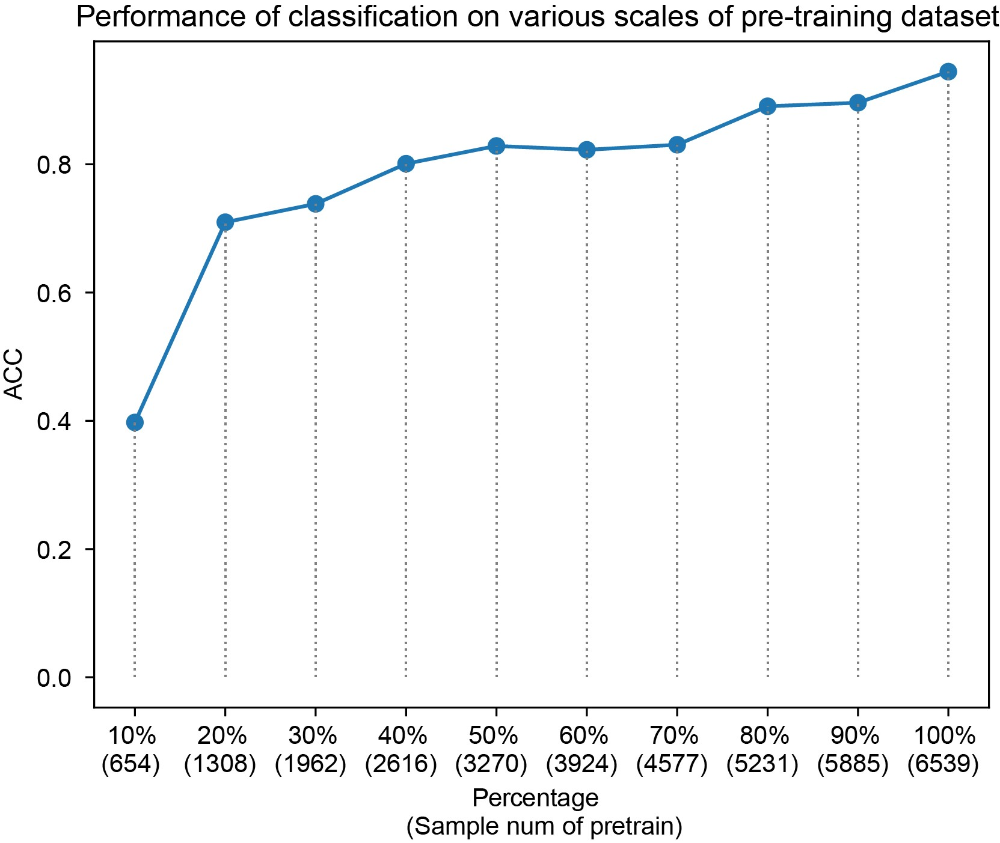 Performance of classification on various scales of pre-training dataset
ACC
0.8
0.6
0.4
0.2
0.0
10% 20% 30% 40% 50% 60% 70% 80% 90% 100%
(654) (1308) (1962) (2616) (3270) (3924) (4577) (5231) (5885) (6539)
Percentage
(Sample num of pretrain)